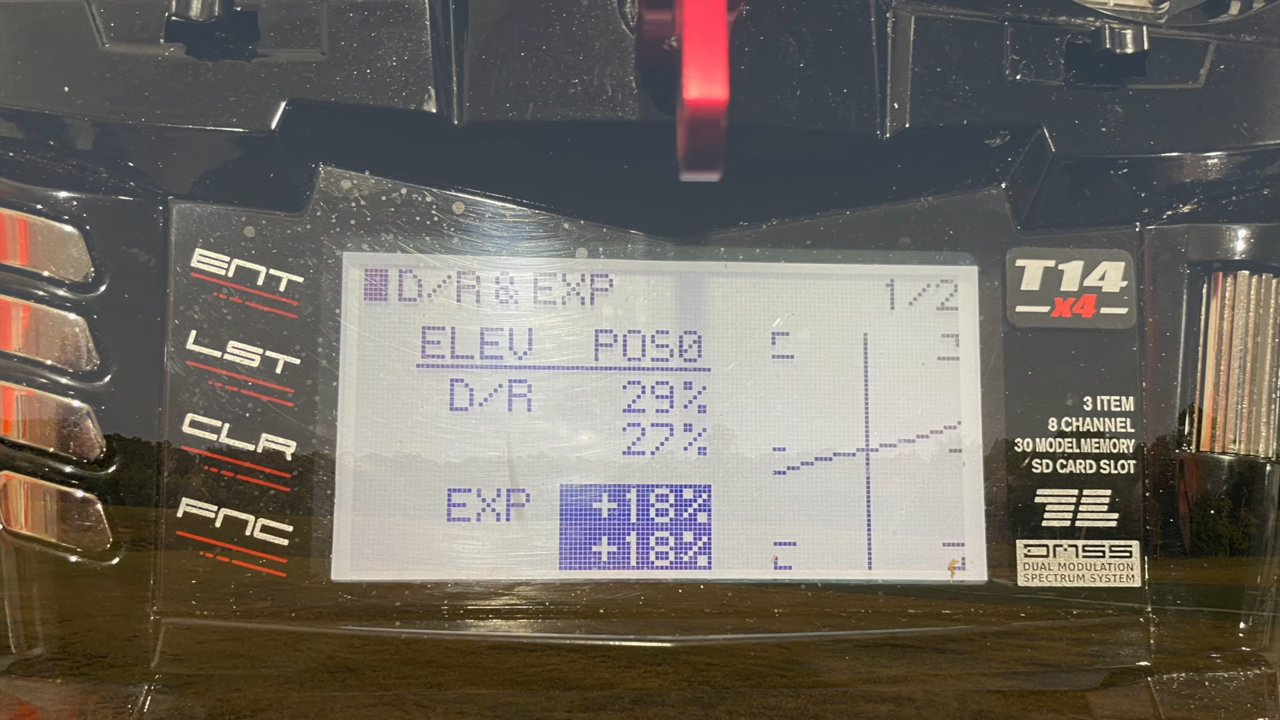 ENT
LST
CLR
FNC
D/R & EXP 1/2
ELEV POS0
D/R 29%
27%
EXP +18%
+18%
T14
x4
3 ITEM
8 CHANNEL
30 MODEL MEMORY
SD CARD SLOT
DMSS
DUAL MODULATION
SPECTRUM SYSTEM